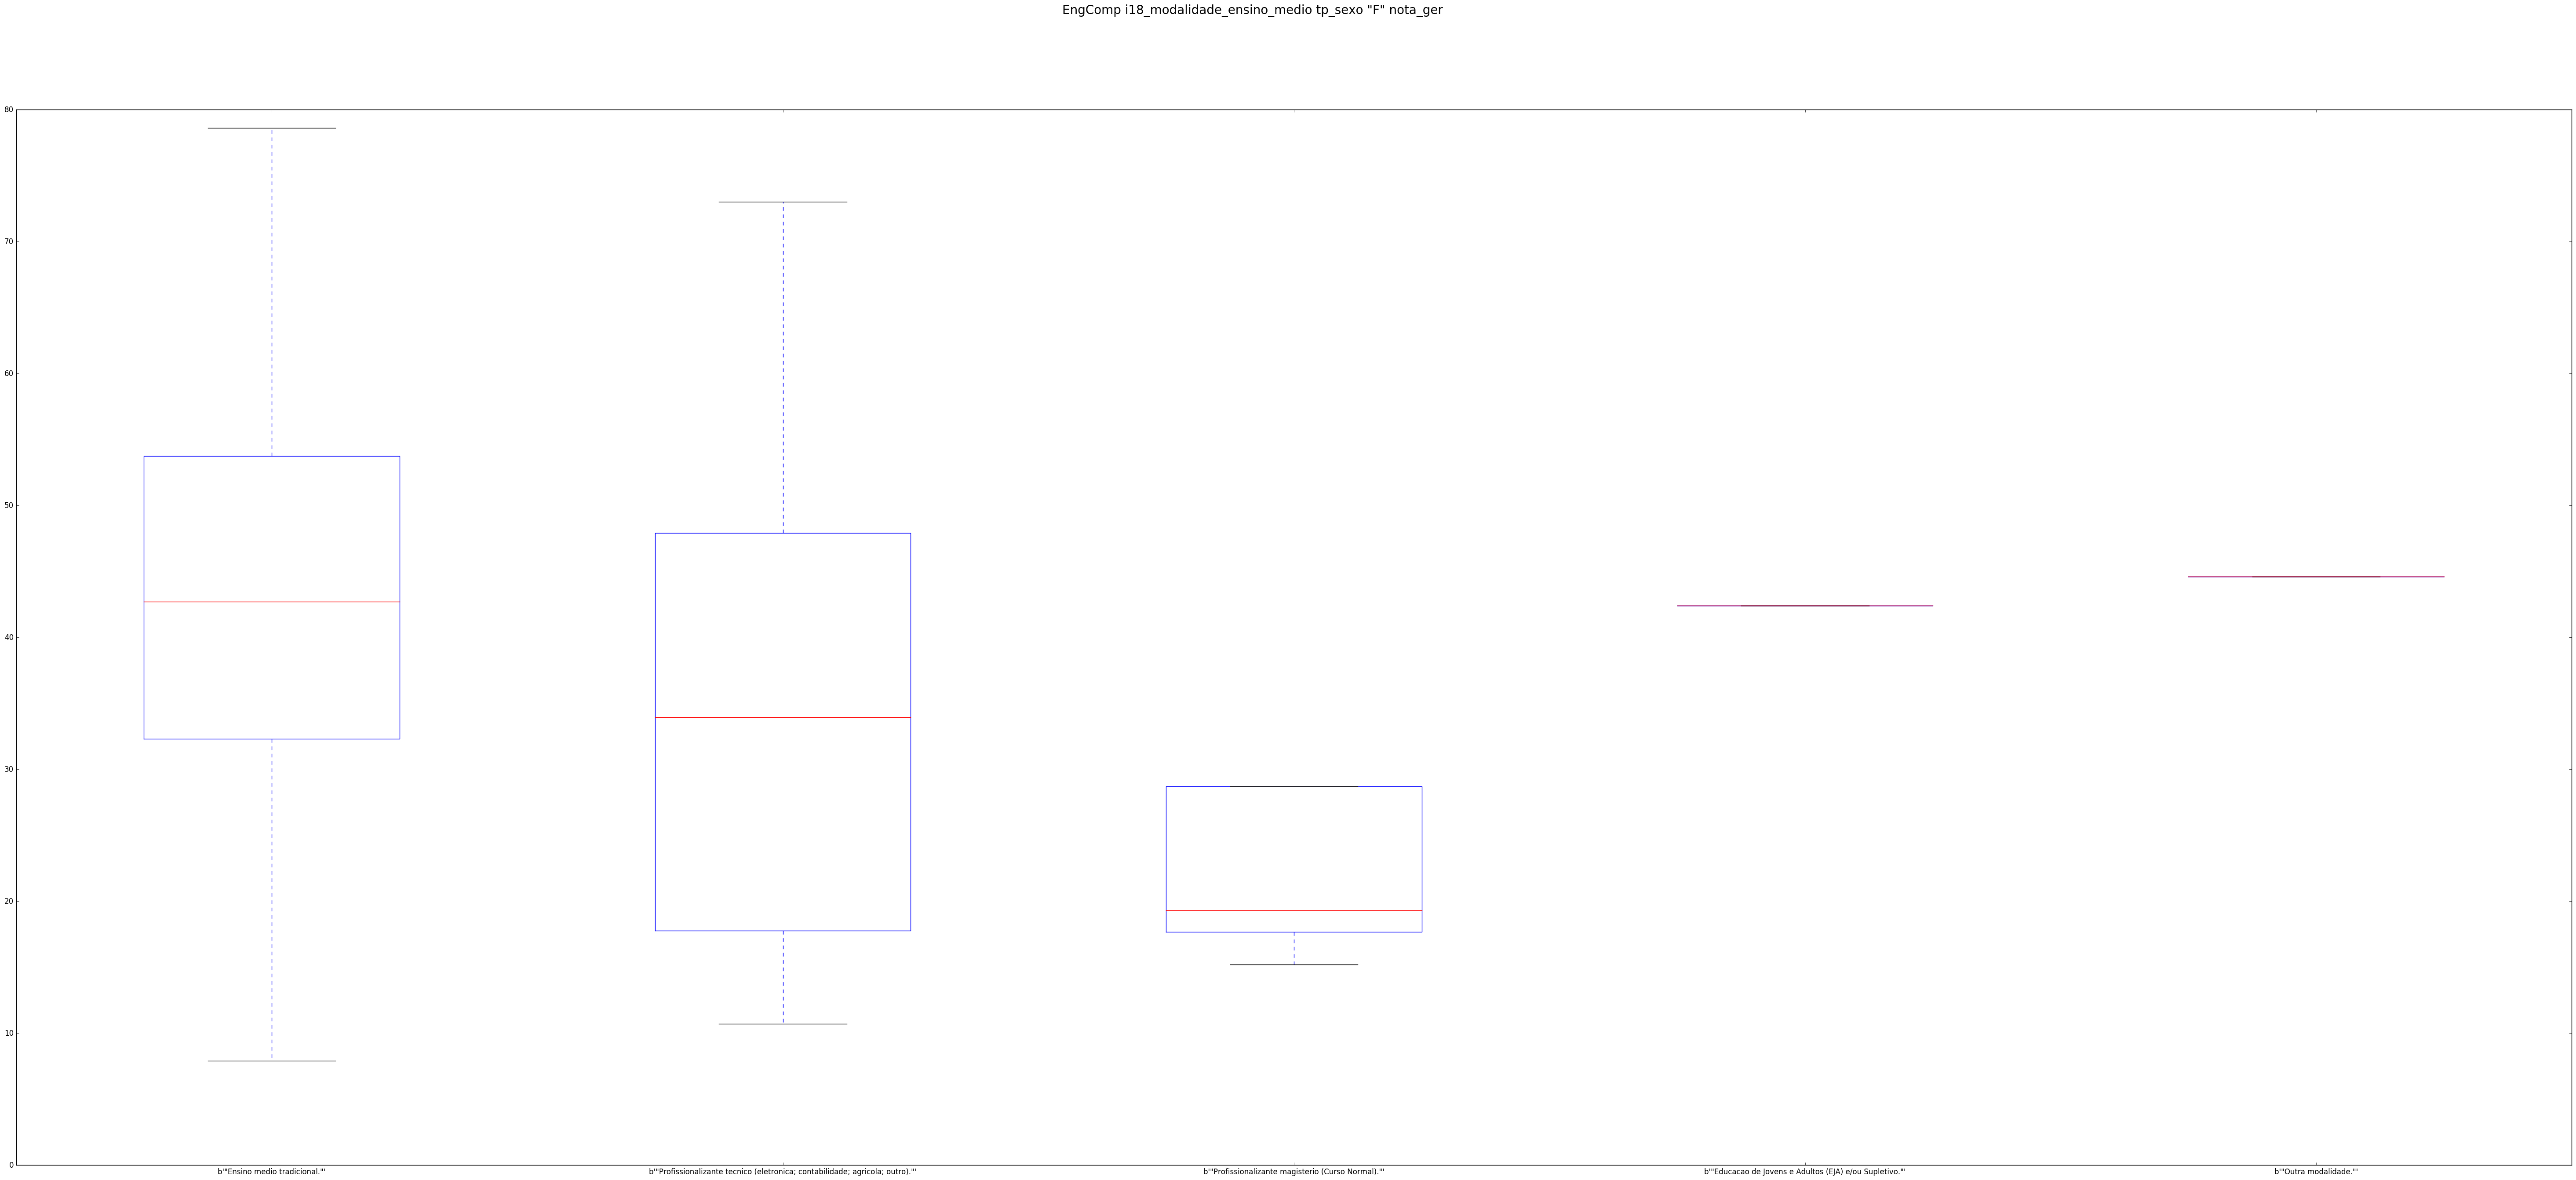 EngComp i18_modalidade_ensino_medio tp_sexo "F" nota_ger
80
70
60
50
40
30
20
10
0
b'"Ensino medio tradicional."'
b'"Profissionalizante tecnico (eletronica; contabilidade; agricola; outro)."'
b'"Profissionalizante magisterio (Curso Normal)."'
b'"Educacao de Jovens e Adultos (EJA) e/ou Supletivo."'
b'"Outra modalidade."'